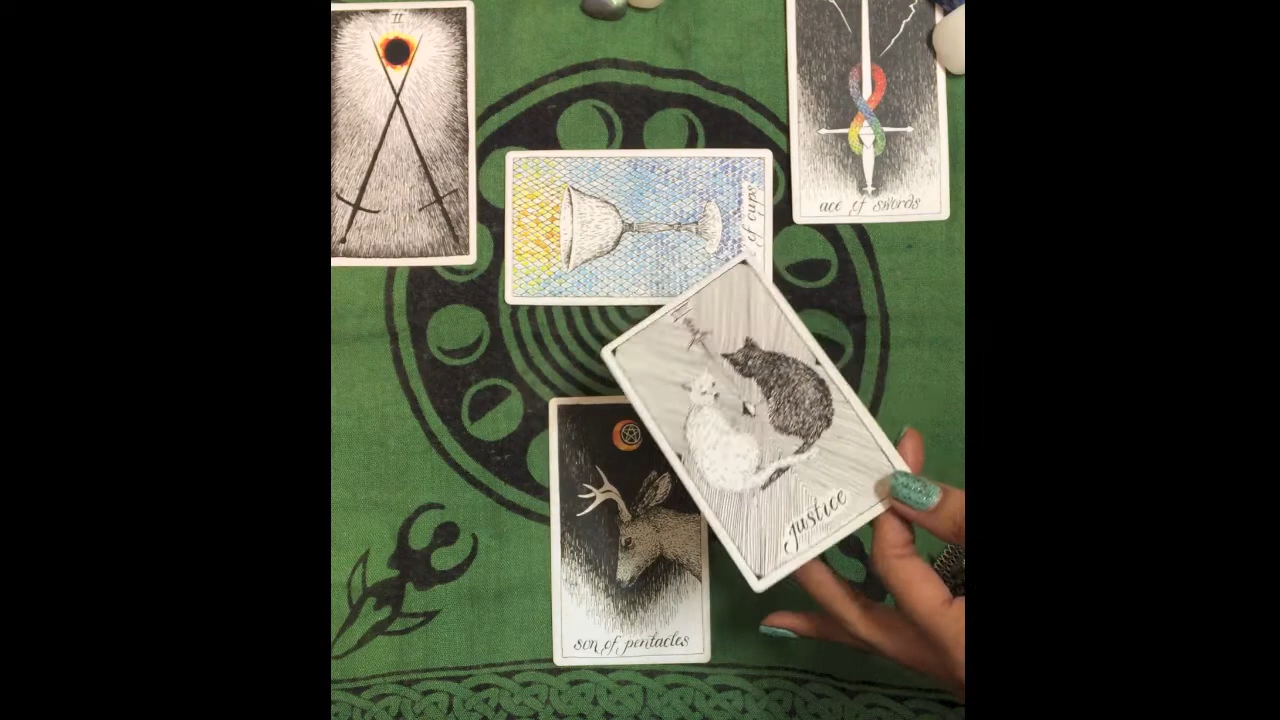 II
ace of swords
of cups
justice
son of pentacles